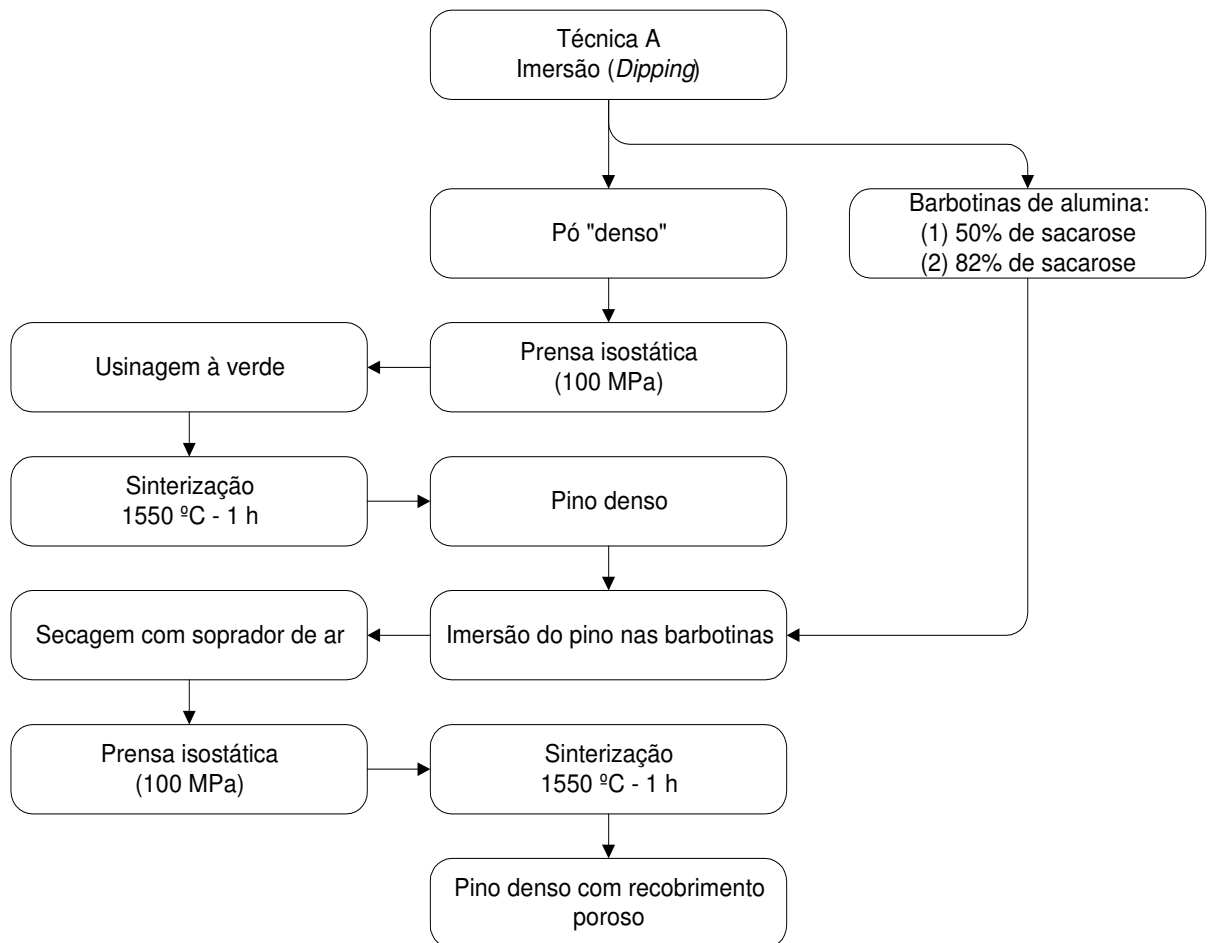 Técnica A
Imersão (Dipping)
Pó "denso"
Barbotinas de alumina:
(1) 50% de sacarose
(2) 82% de sacarose
Prensa isostática
(100 MPa)
Usinagem à verde
Sinterização
1550 ºC - 1 h
Pino denso
Imersão do pino nas barbotinas
Secagem com soprador de ar
Prensa isostática
(100 MPa)
Sinterização
1550 ºC - 1 h
Pino denso com recobrimento
poroso